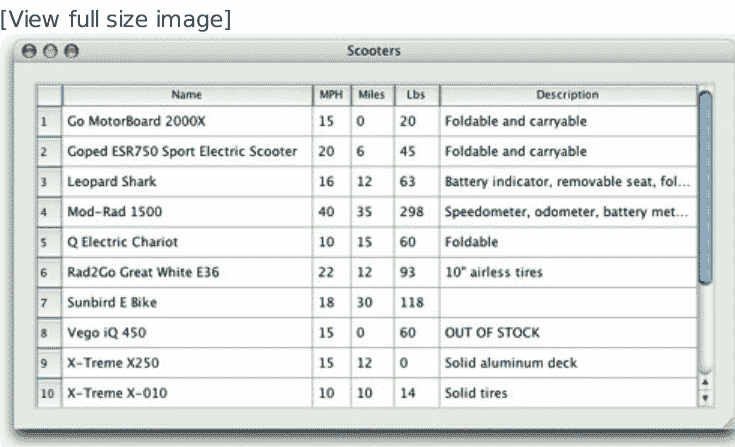 [View full size image]
Scooters
Name MPH Miles Lbs Description
1 Go MotorBoard 2000X 15 0 20 Foldable and carryable
2 Goped ESR750 Sport Electric Scooter 20 6 45 Foldable and carryable
3 Leopard Shark 16 12 63 Battery indicator, removable seat, fol...
4 Mod-Rad 1500 40 35 298 Speedometer, odometer, battery met...
5 Q Electric Chariot 10 15 60 Foldable
6 Rad2Go Great White E36 22 12 93 10" airless tires
7 Sunbird E Bike 18 30 118
8 Vego iQ 450 15 0 60 OUT OF STOCK
9 X-Treme X250 15 12 0 Solid aluminum deck
10 X-Treme X-010 10 10 14 Solid tires